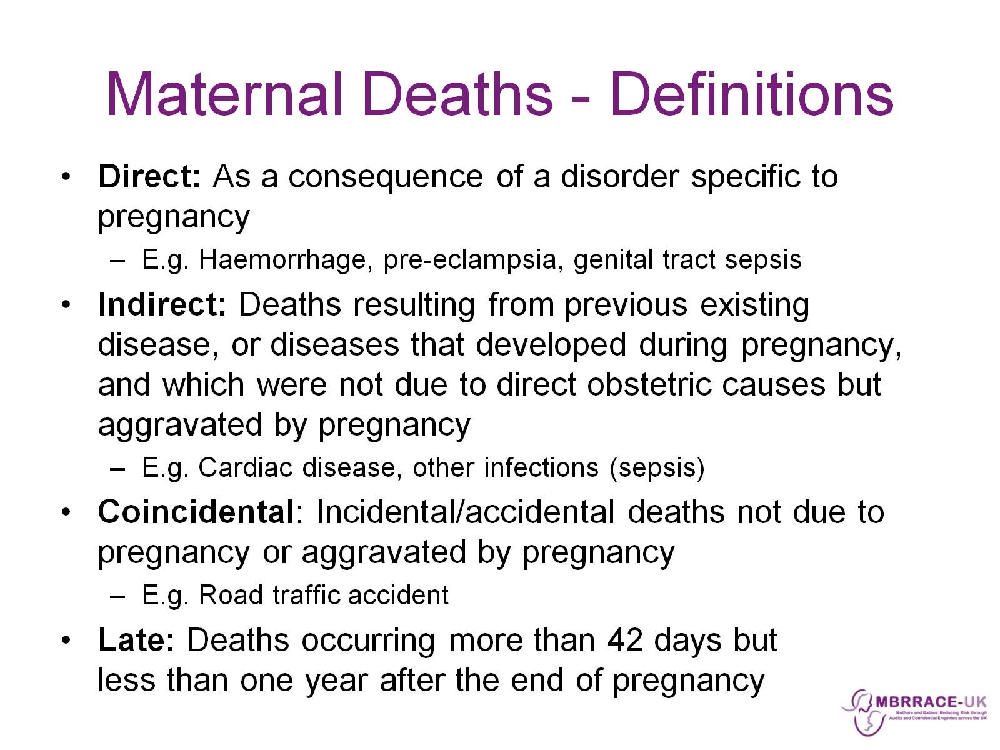 Maternal Deaths - Definitions
• Direct: As a consequence of a disorder specific to
pregnancy
– E.g. Haemorrhage, pre-eclampsia, genital tract sepsis
• Indirect: Deaths resulting from previous existing
disease, or diseases that developed during pregnancy,
and which were not due to direct obstetric causes but
aggravated by pregnancy
– E.g. Cardiac disease, other infections (sepsis)
• Coincidental: Incidental/accidental deaths not due to
pregnancy or aggravated by pregnancy
– E.g. Road traffic accident
• Late: Deaths occurring more than 42 days but
less than one year after the end of pregnancy
MBRRACE-UK
Mothers and Babies: Reducing Risk through
Audits and Confidential Enquiries across the UK